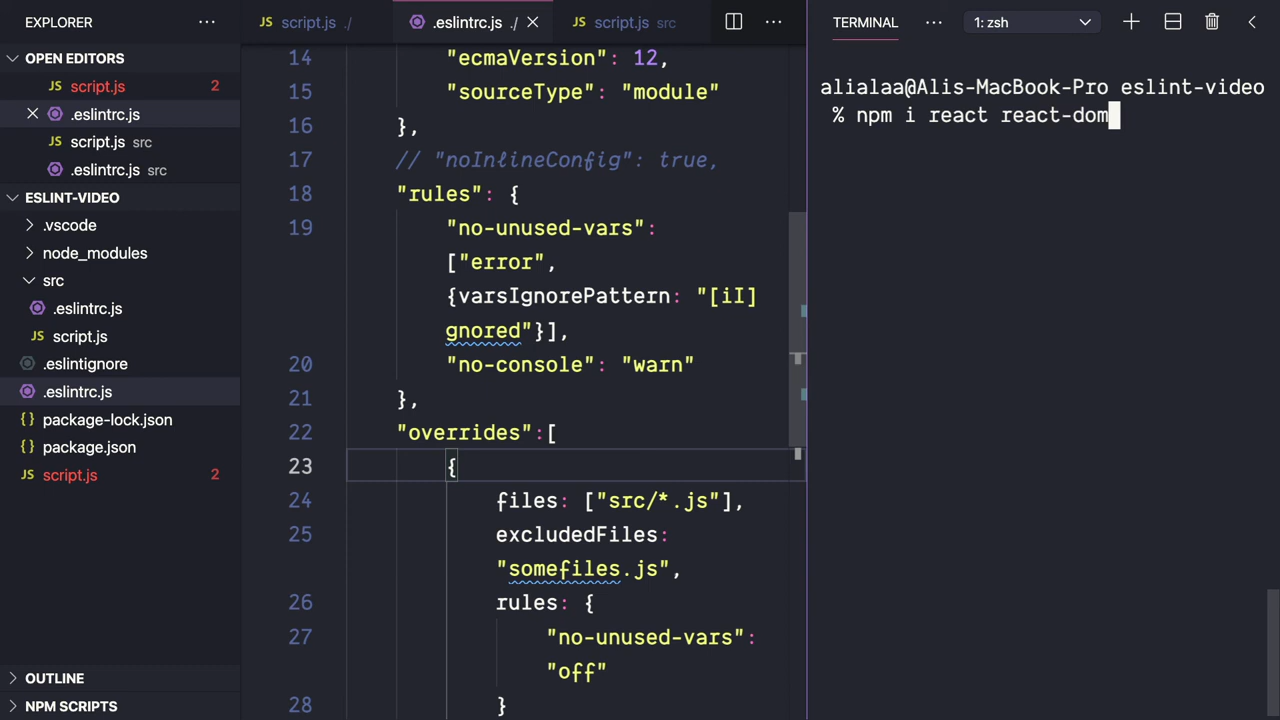 EXPLORER
OPEN EDITORS
JS script.js 2
.eslintrc.js
JS script.js src
.eslintrc.js src
ESLINT-VIDEO
.vscode
node_modules
src
.eslintrc.js
JS script.js
.eslintignore
.eslintrc.js
{} package-lock.json
{} package.json
JS script.js 2
OUTLINE
NPM SCRIPTS
JS script.js ./ .eslintrc.js ./ JS script.js src
14 "ecmaVersion": 12,
15 "sourceType": "module"
16 },
17 // "noInlineConfig": true,
18 "rules": {
19 "no-unused-vars":
["error",
{varsIgnorePattern: "[iI]
gnored"}],
20 "no-console": "warn"
21 },
22 "overrides":[
23 {
24 files: ["src/*.js"],
25 excludedFiles:
"somefiles.js",
26 rules: {
27 "no-unused-vars":
"off"
28 }
TERMINAL 1: zsh
alialaa@Alis-MacBook-Pro eslint-video
% npm i react react-dom